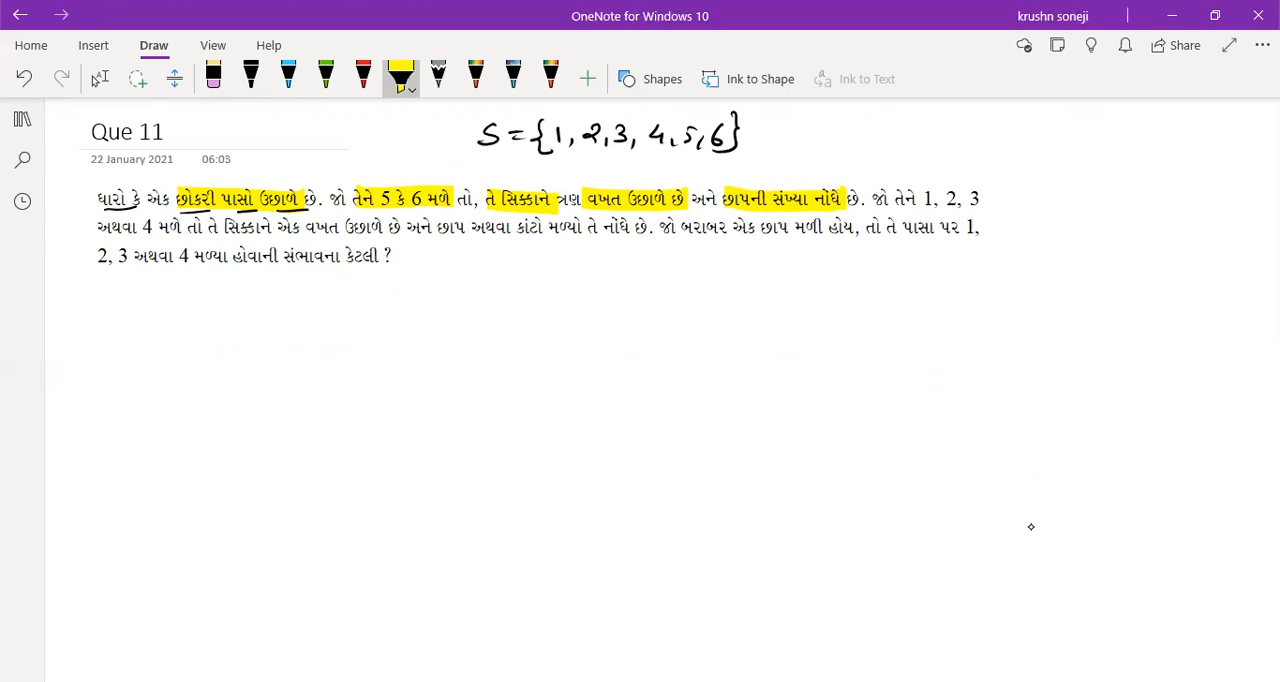 OneNote for Windows 10
krushn soneji
Home Insert Draw View Help
Share
Shapes Ink to Shape Ink to Text
Que 11
S = {1, 2, 3, 4, 5, 6}
22 January 2021 06:03
ધારો કે એક છોકરી પાસો ઉછાળે છે. જો તેને 5 કે 6 મળે તો, તે સિક્કાને ત્રણ વખત ઉછાળે છે અને છાપની સંખ્યા નોંધે છે. જો તેને 1, 2, 3
અથવા 4 મળે તો તે સિક્કાને એક વખત ઉછાળે છે અને છાપ અથવા કાંટો મળ્યો તે નોંધે છે. જો બરાબર એક છાપ મળી હોય, તો તે પાસા પર 1,
2, 3 અથવા 4 મળ્યા હોવાની સંભાવના કેટલી ?